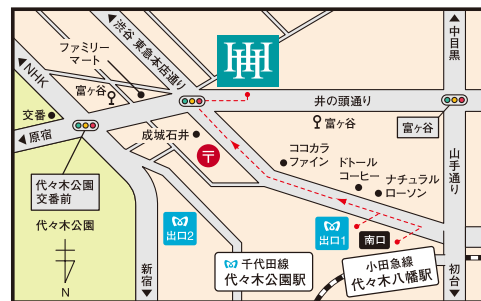 渋谷 東急本店通り
ファミリー
マート
NHK
富ヶ谷
交番
原宿
代々木公園
交番前
代々木公園
N
成城石井
〒
HH
井の頭通り
富ヶ谷
富ヶ谷
中目黒
山手通り
初台
ココカラ
ファイン
ドトール
コーヒー
ナチュラル
ローソン
出口2
出口1
南口
新宿
千代田線
代々木公園駅
小田急線
代々木八幡駅